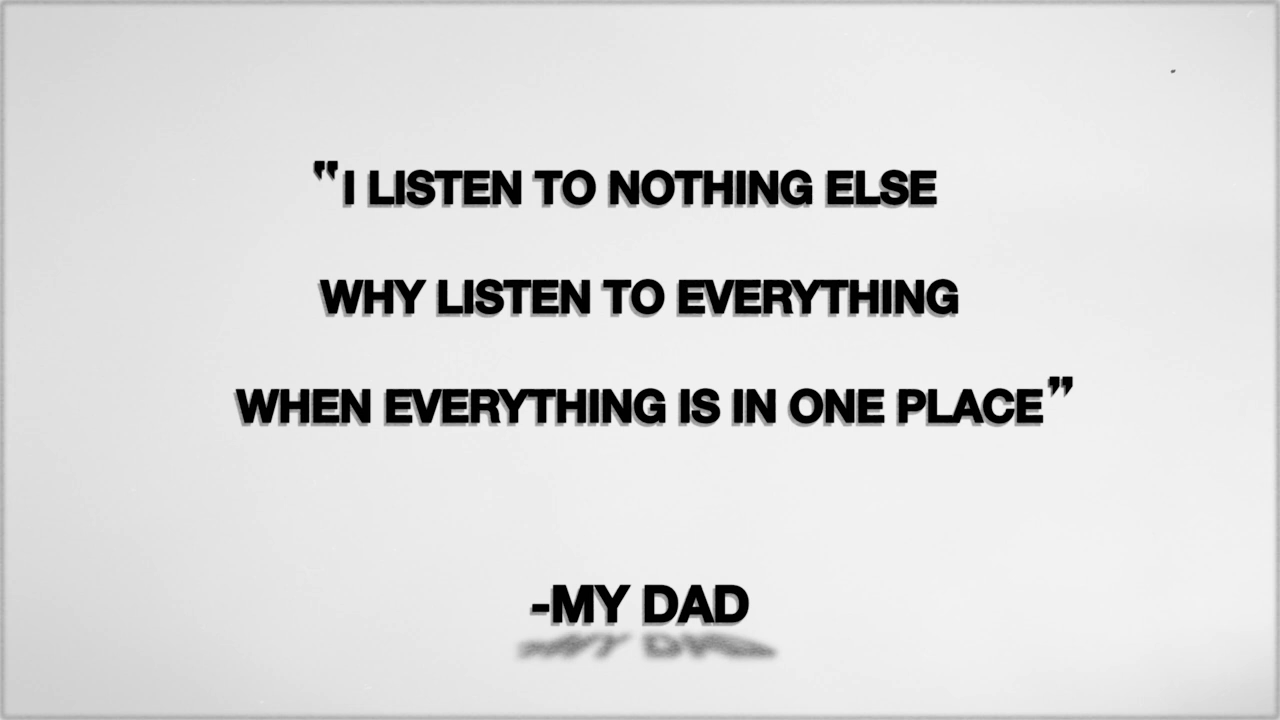 "I LISTEN TO NOTHING ELSE
WHY LISTEN TO EVERYTHING
WHEN EVERYTHING IS IN ONE PLACE"
-MY DAD